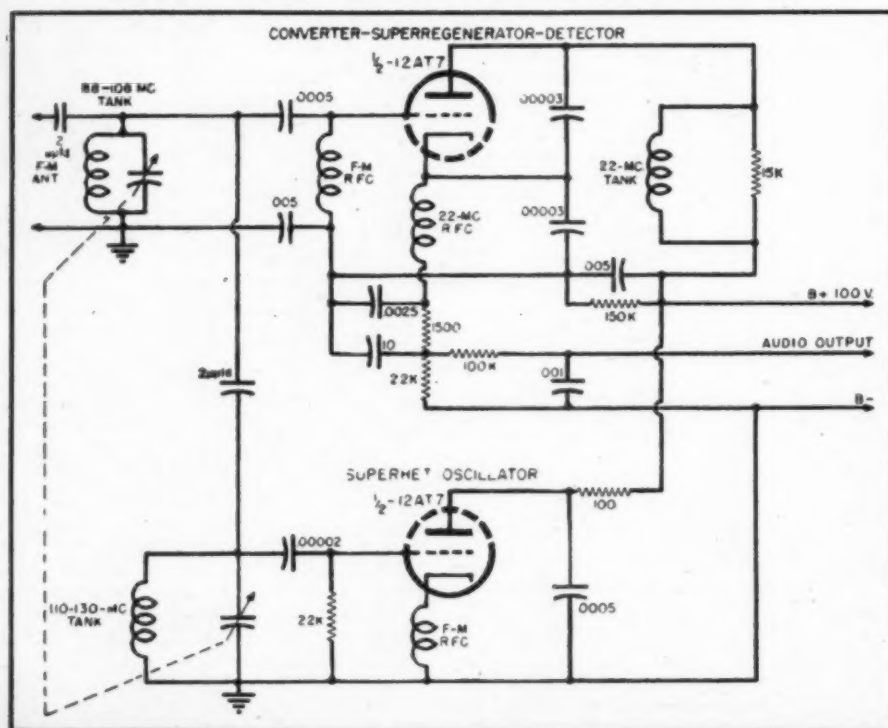 CONVERTER-SUPERREGENERATOR-DETECTOR
½-12AT7
88-108 MC
TANK
.0005
.00003
2
F-M
ANT
F-M
RFC
22-MC
TANK
15K
.005
22-MC
RFC
.00003
.005
B+ 100 V.
150K
.0025
1500
AUDIO OUTPUT
10
100K
22K
.001
2μμfd
B-
SUPERHET OSCILLATOR
½-12AT7
100
.00002
110-130-MC
TANK
22K
F-M
RFC
.0005